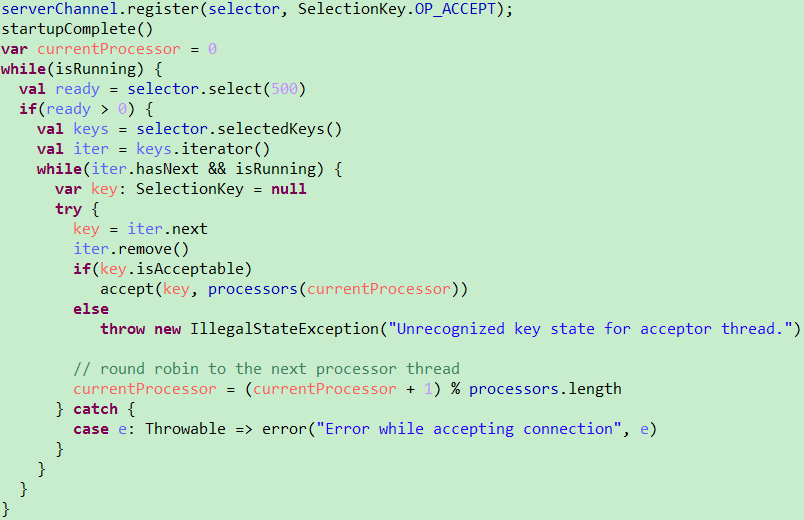 serverChannel.register(selector, SelectionKey.OP_ACCEPT);
startupComplete()
var currentProcessor = 0
while(isRunning) {
  val ready = selector.select(500)
  if(ready > 0) {
    val keys = selector.selectedKeys()
    val iter = keys.iterator()
    while(iter.hasNext && isRunning) {
      var key: SelectionKey = null
      try {
        key = iter.next
        iter.remove()
        if(key.isAcceptable)
           accept(key, processors(currentProcessor))
        else
           throw new IllegalStateException("Unrecognized key state for acceptor thread.")

        // round robin to the next processor thread
        currentProcessor = (currentProcessor + 1) % processors.length
      } catch {
        case e: Throwable => error("Error while accepting connection", e)
      }
    }
  }
}